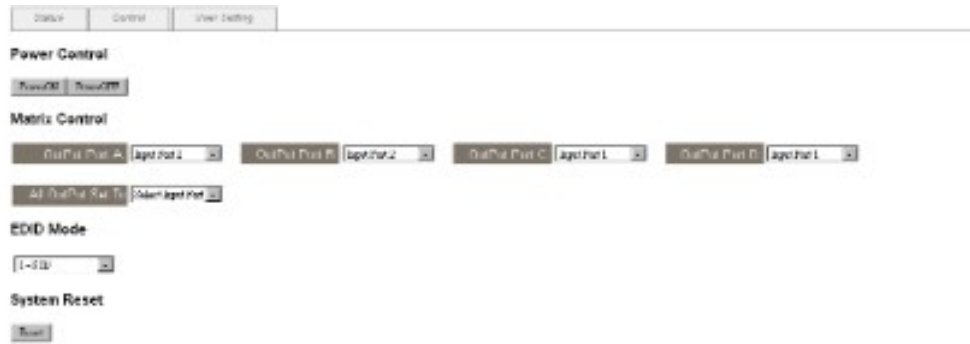 Status Control User Setting
Power Control
PowerON PowerOFF
Matrix Control
OutPut Port A Input Port 2 OutPut Port B Input Port 2 OutPut Port C Input Port 1 OutPut Port D Input Port 1
All OutPut Set To Select Input Port
EDID Mode
System Reset
Reset